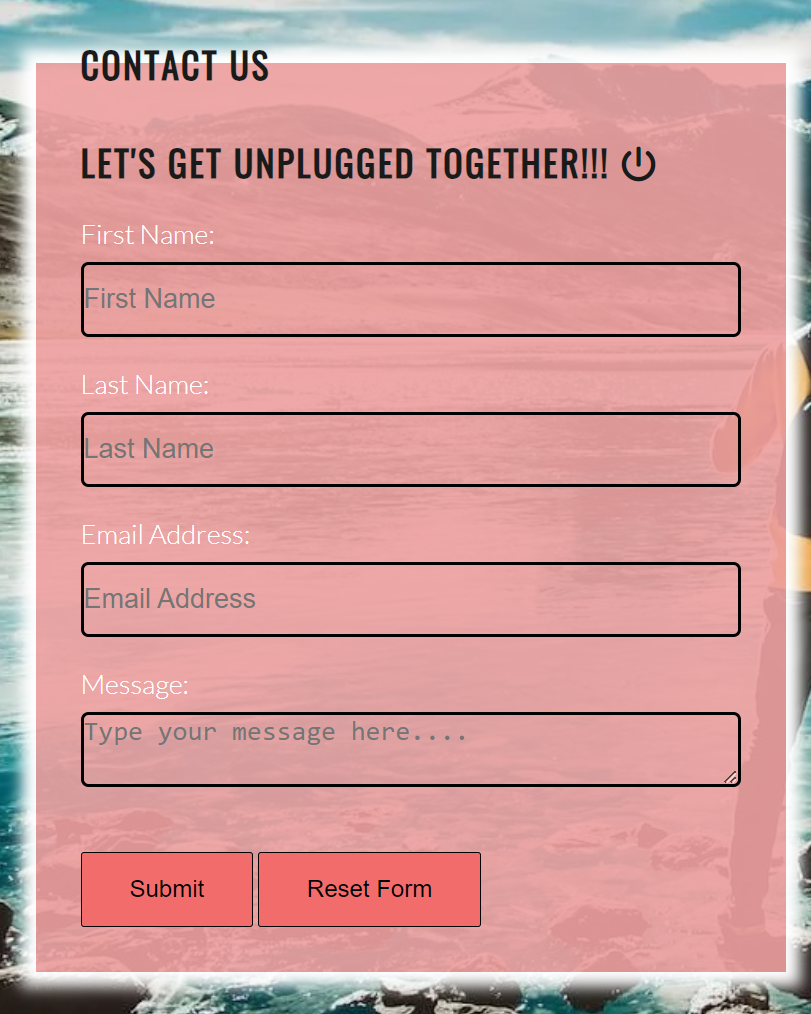 CONTACT US
LET'S GET UNPLUGGED TOGETHER!!!
First Name:
First Name
Last Name:
Last Name
Email Address:
Email Address
Message:
Type your message here....
Submit Reset Form